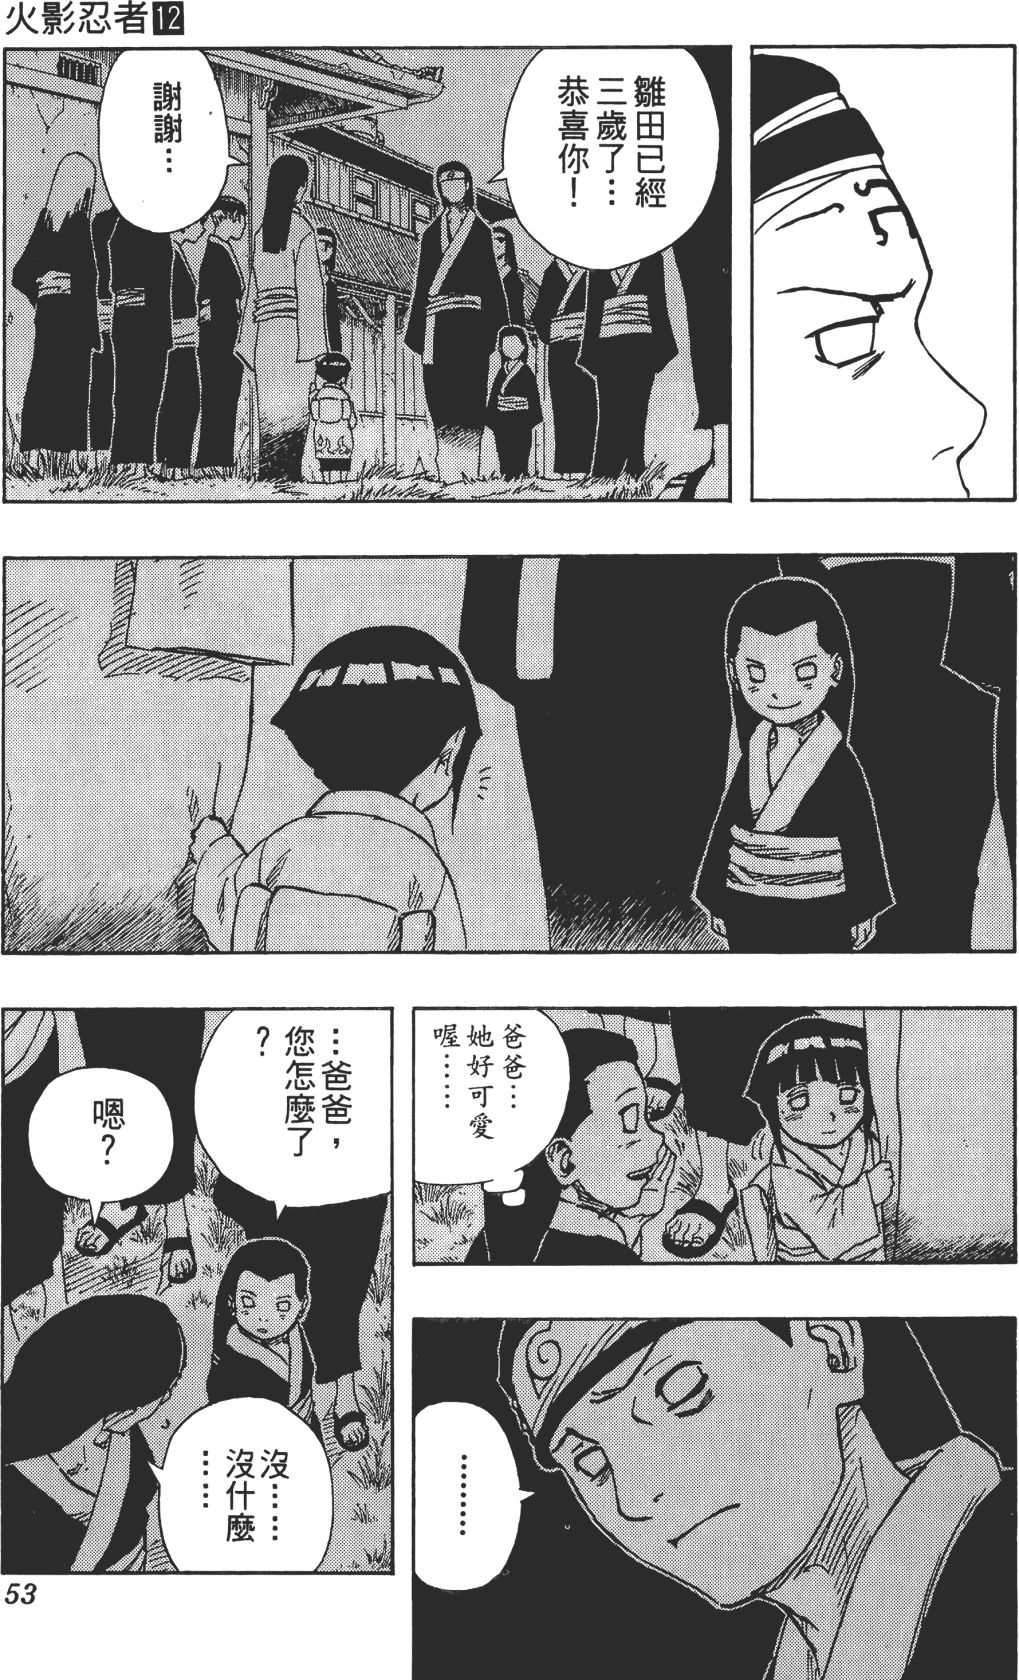 火影忍者12
雛田已經
三歲了…
恭喜你！
謝謝…
爸爸…
她好可愛
喔……
………
…爸爸，
您怎麼了
？
嗯？
沒……
沒什麼
……
53